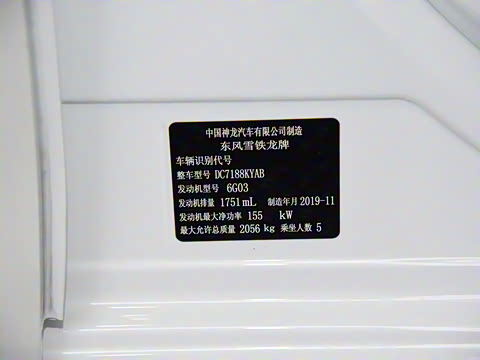 中国神龙汽车有限公司制造
东风雪铁龙牌
车辆识别代号
整车型号 DC7188KYAB
发动机型号 6G03
发动机排量 1751mL 制造年月 2019-11
发动机最大净功率 155 kW
最大允许总质量 2056 kg 乘坐人数 5